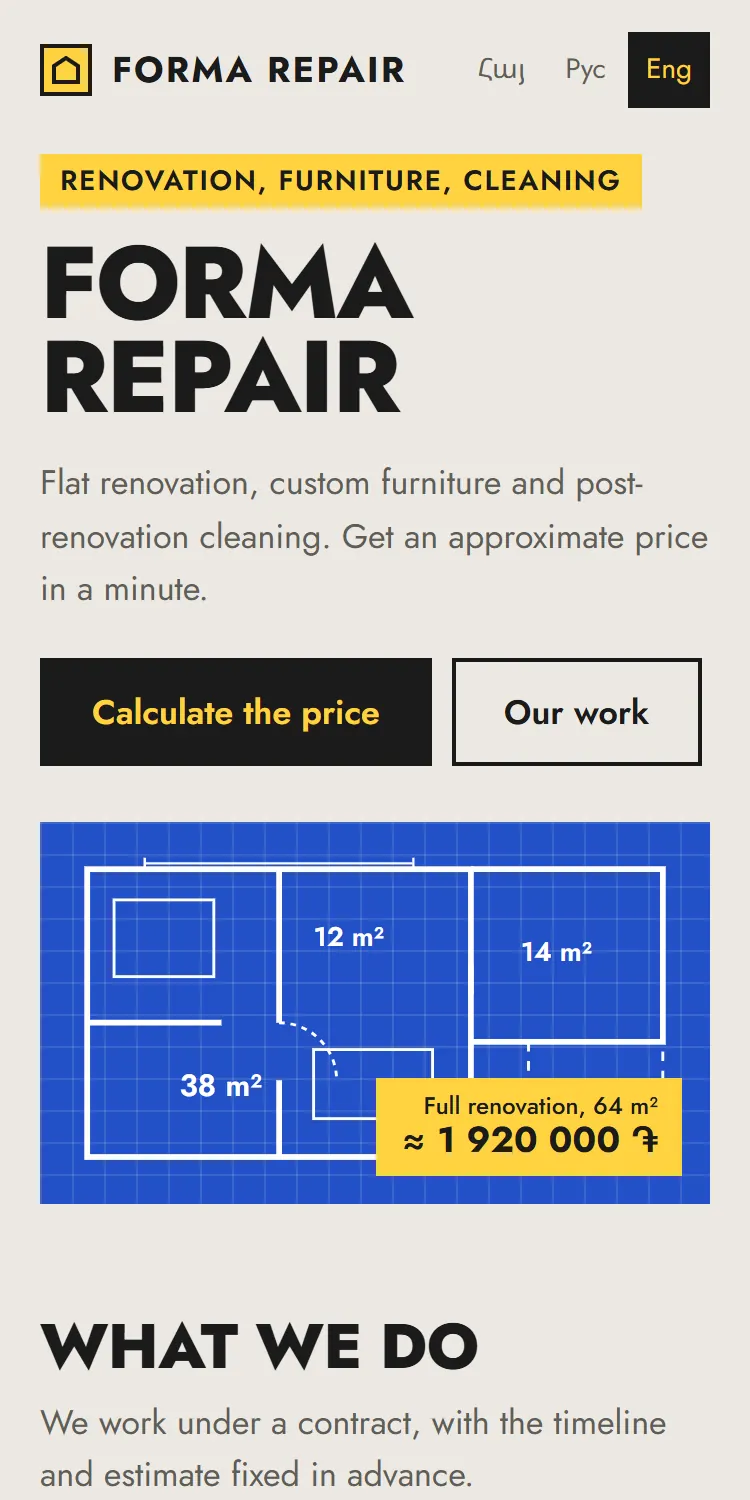 FORMA REPAIR
Հայ Рус Eng
RENOVATION, FURNITURE, CLEANING
FORMA
REPAIR
Flat renovation, custom furniture and post-
renovation cleaning. Get an approximate price
in a minute.
Calculate the price
Our work
12 m²
14 m²
38 m²
Full renovation, 64 m²
≈ 1 920 000 ֏
WHAT WE DO
We work under a contract, with the timeline
and estimate fixed in advance.